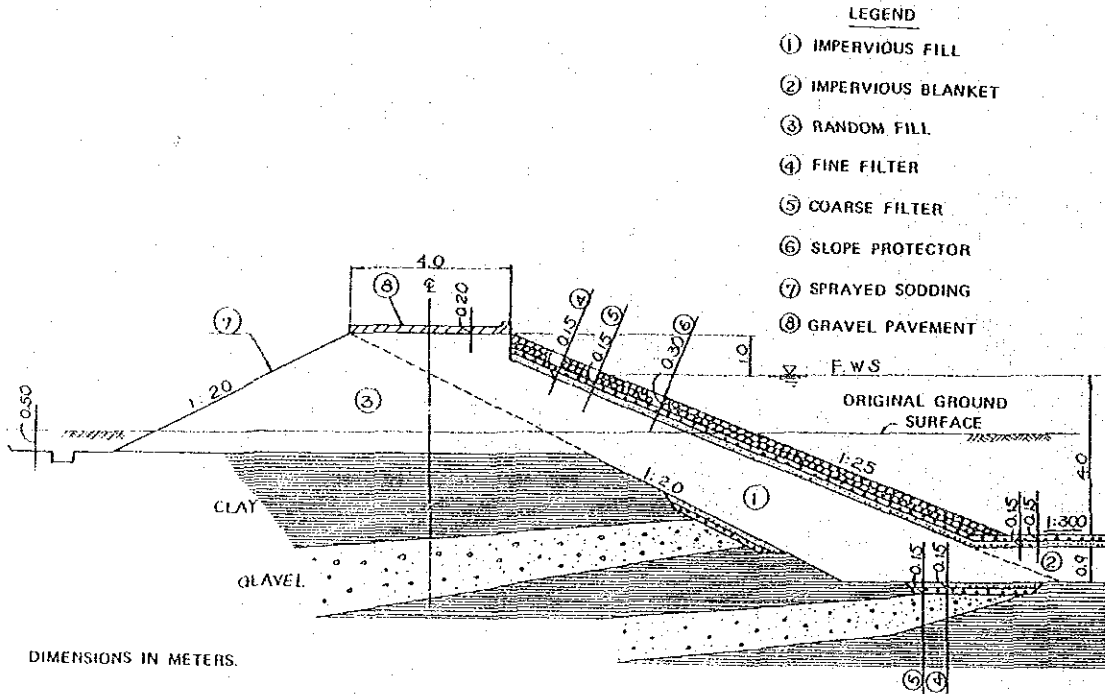 LEGEND
① IMPERVIOUS FILL
② IMPERVIOUS BLANKET
③ RANDOM FILL
④ FINE FILTER
⑤ COARSE FILTER
⑥ SLOPE PROTECTOR
⑦ SPRAYED SODDING
⑧ GRAVEL PAVEMENT
4.0
⑧
℄
0.20
⑦
0.15 ④
0.15 ⑤
0.30 ⑥
1.0
F.W.S
ORIGINAL GROUND
SURFACE
1:20
③
0.50
4.0
1:25
1:20
①
CLAY
0.15
0.15
1:300
②
0.9
GLAVEL
0.15
0.15
⑤
④
DIMENSIONS IN METERS.